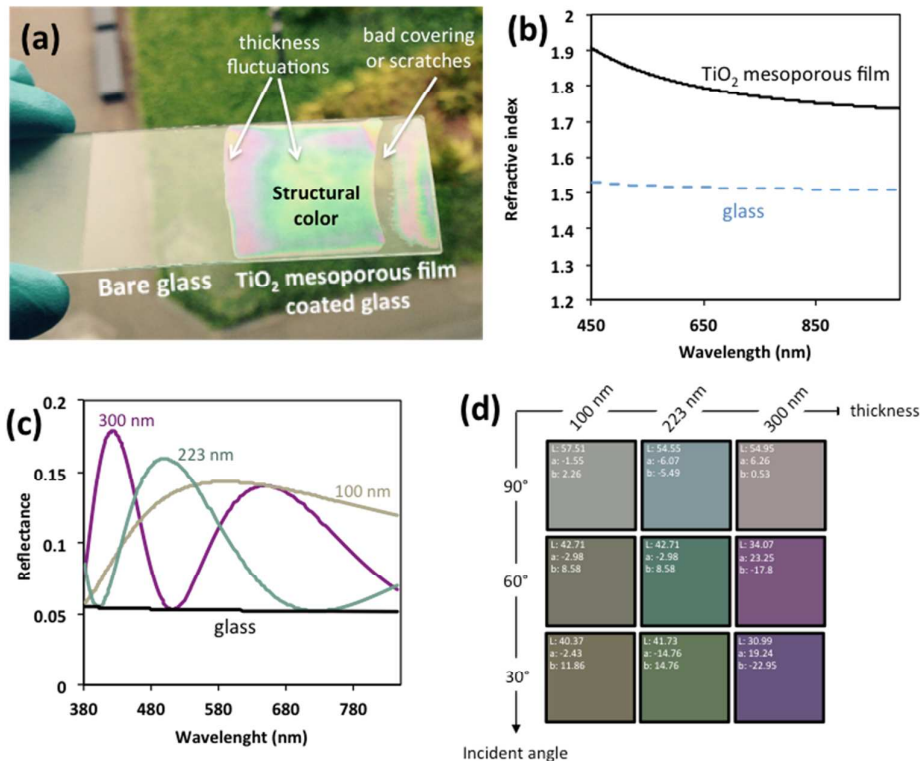 (a)
thickness
fluctuations
bad covering
or scratches
Structural
color
Bare glass
TiO2 mesoporous film
coated glass
(b)
2
1.9
1.8
1.7
1.6
1.5
1.4
1.3
1.2
Refractive index
TiO2 mesoporous film
glass
450
650
850
Wavelength (nm)
(c)
0.2
0.15
0.1
0.05
0
Reflectance
300 nm
223 nm
100 nm
glass
380
480
580
680
780
Wavelenght (nm)
(d)
100 nm
223 nm
300 nm
thickness
90°
L: 57.51
a: -1.55
b: 2.26
L: 54.55
a: -6.07
b: -5.49
L: 54.95
a: 6.26
b: 0.53
60°
L: 42.71
a: -2.98
b: 8.58
L: 42.71
a: -2.98
b: 8.58
L: 34.07
a: 23.25
b: -17.8
30°
L: 40.37
a: -2.43
b: 11.86
L: 41.73
a: -14.76
b: 14.76
L: 30.99
a: 19.24
b: -22.95
Incident angle